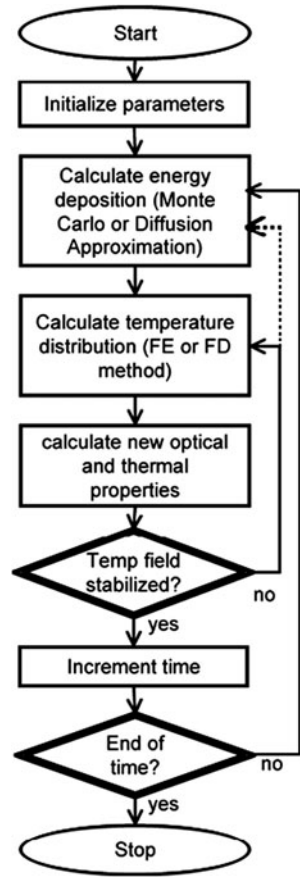 Start
Initialize parameters
Calculate energy
deposition (Monte
Carlo or Diffusion
Approximation)
Calculate temperature
distribution (FE or FD
method)
calculate new optical
and thermal
properties
Temp field
stabilized?
no
yes
Increment time
End of
time?
no
yes
Stop